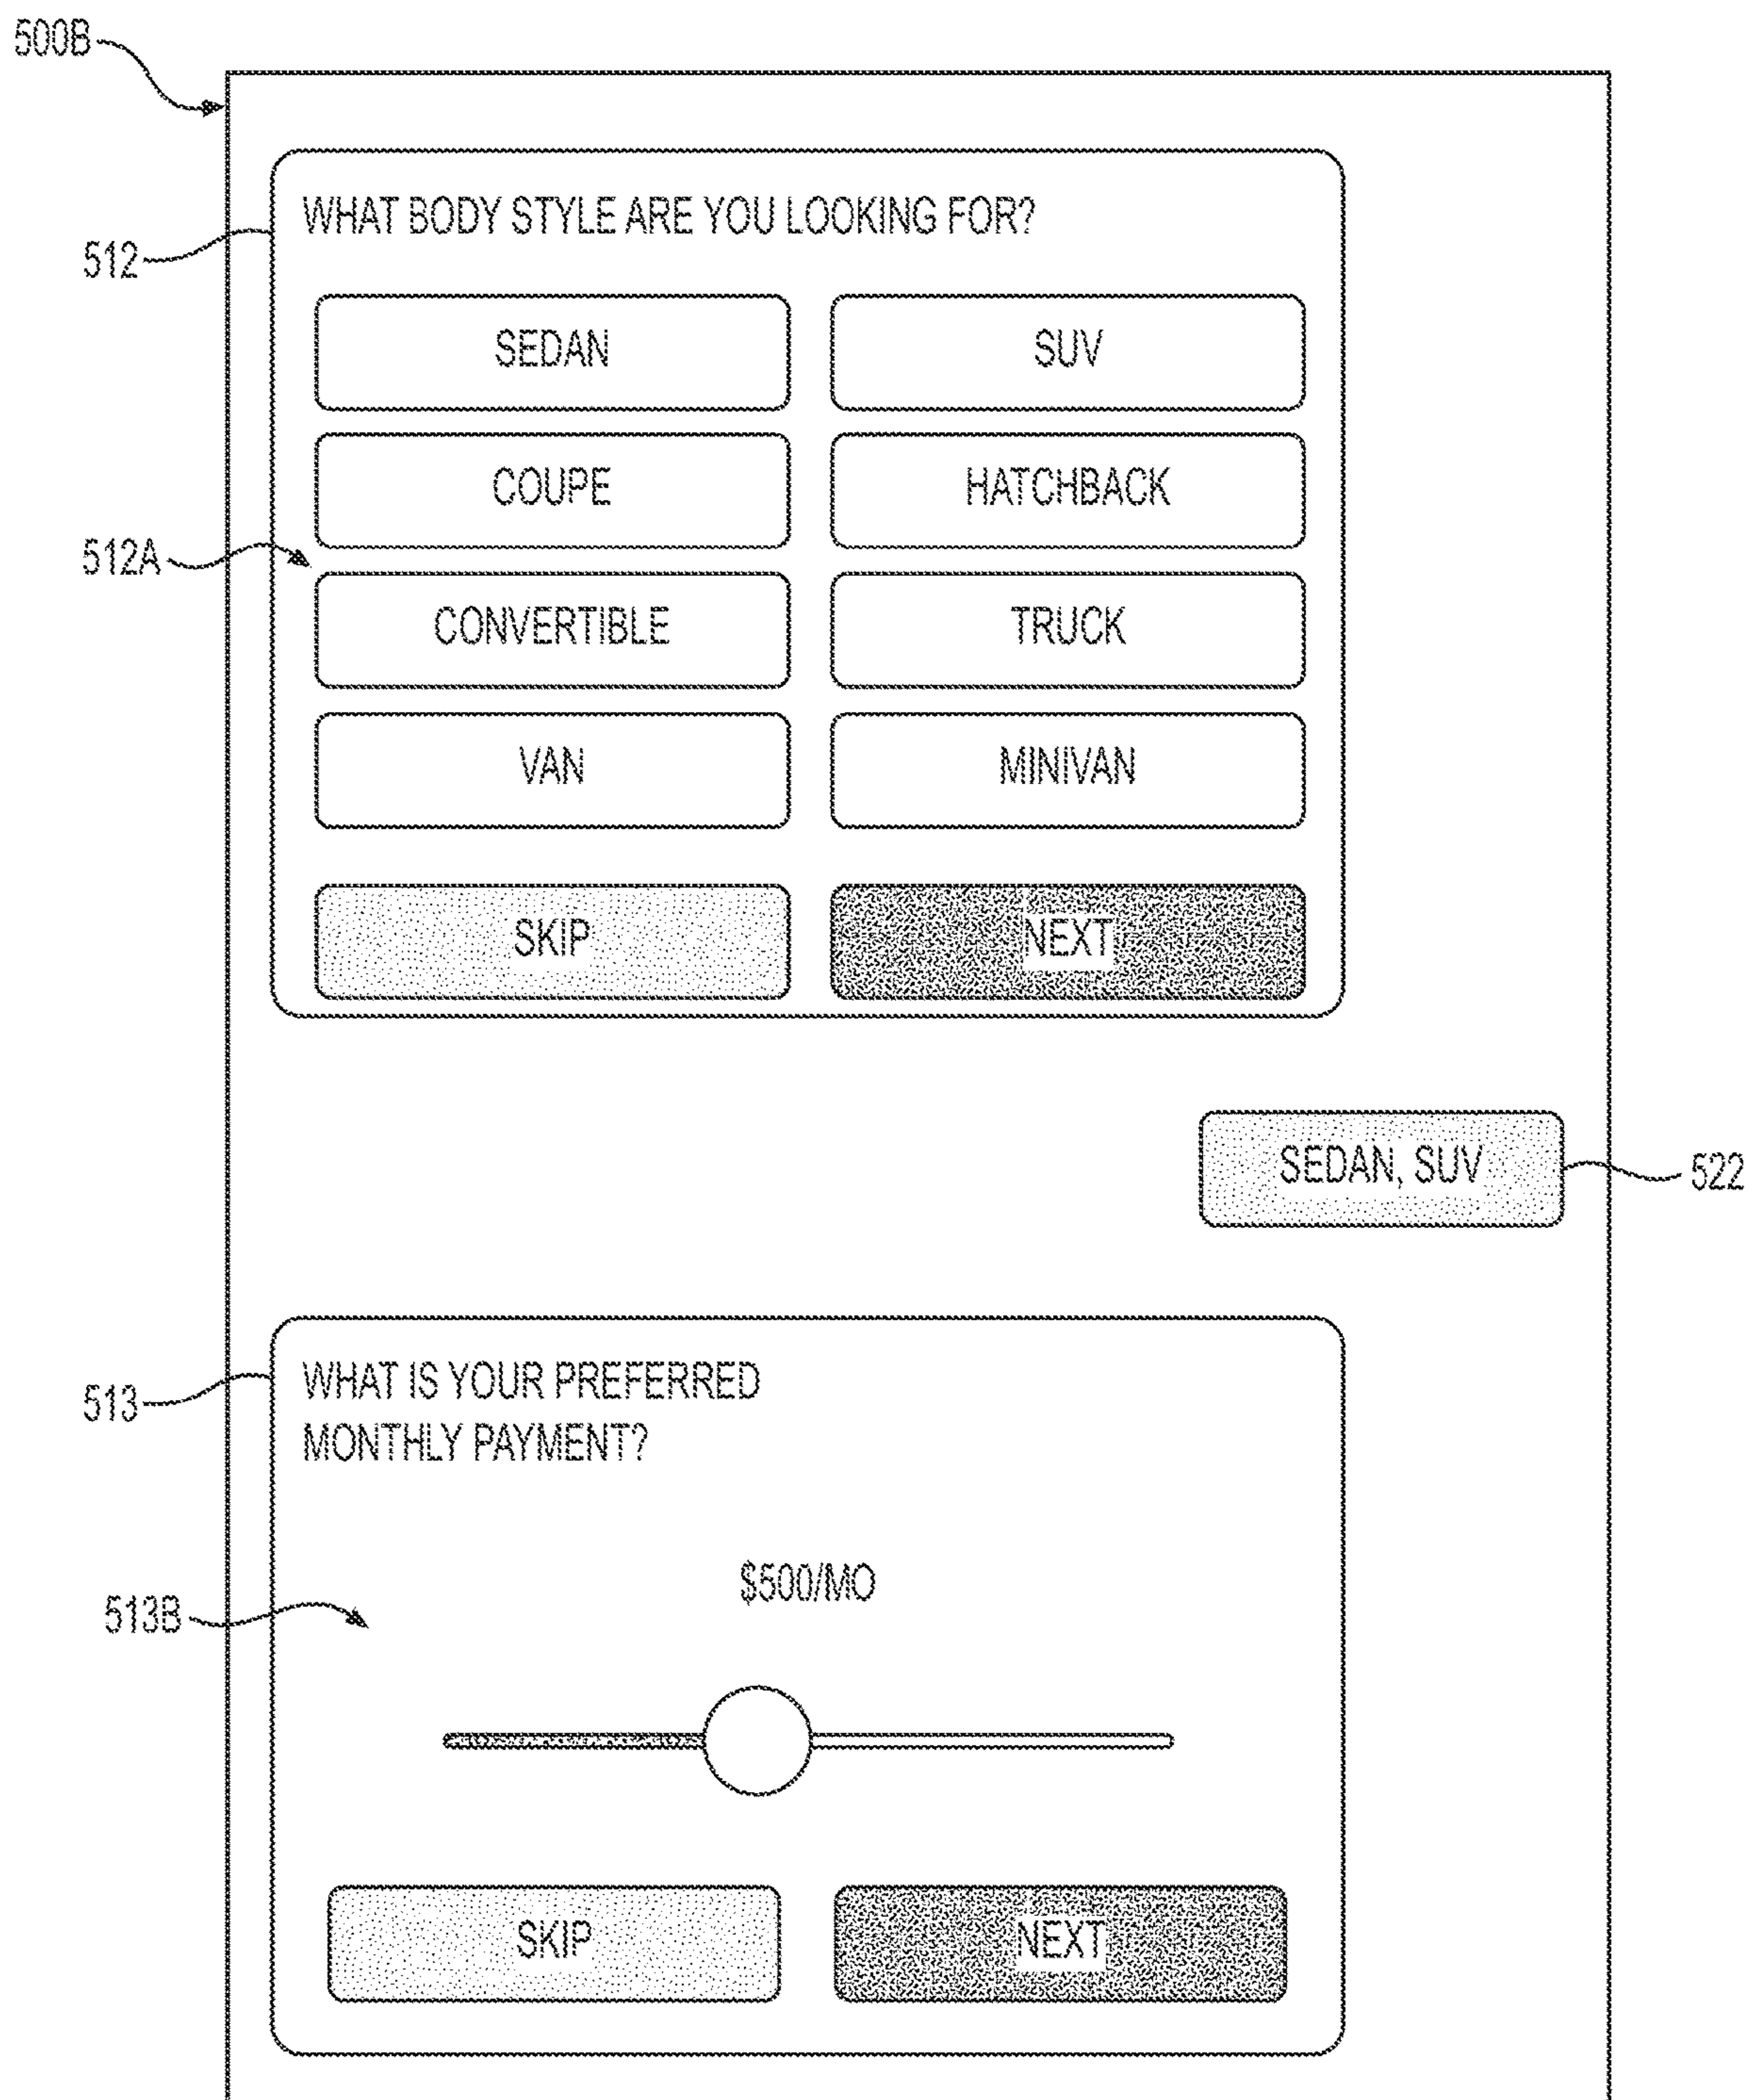 500B
512
WHAT BODY STYLE ARE YOU LOOKING FOR?
SEDAN
SUV
COUPE
HATCHBACK
512A
CONVERTIBLE
TRUCK
VAN
MINIVAN
SKIP
NEXT
SEDAN, SUV
522
513
WHAT IS YOUR PREFERRED
MONTHLY PAYMENT?
$500/MO
513B
SKIP
NEXT